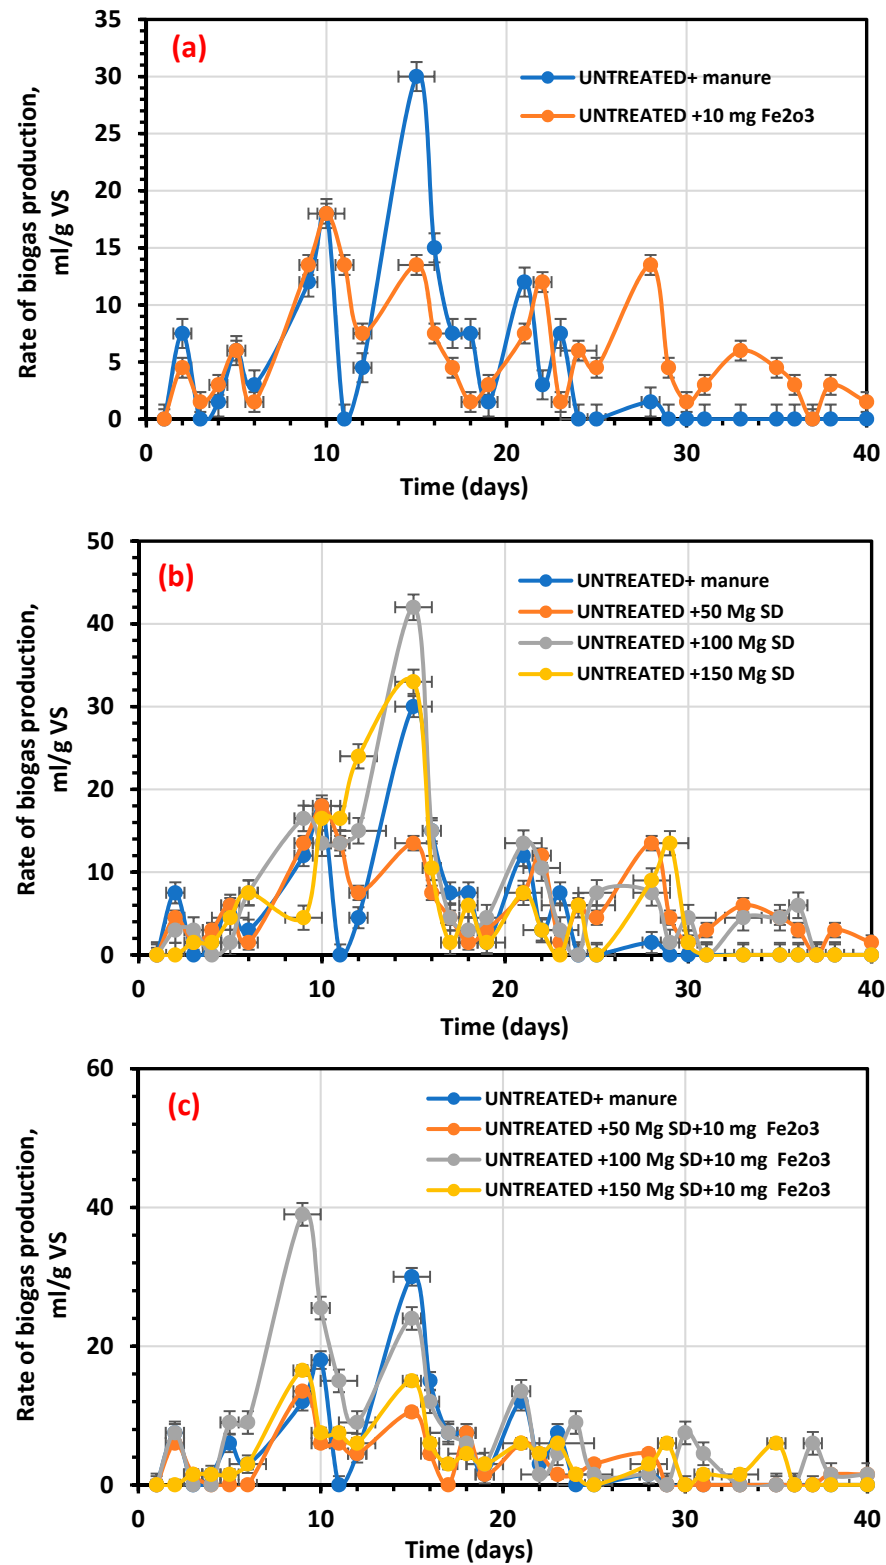 (a)
Rate of biogas production,
ml/g VS
35
30
25
20
15
10
5
0
UNTREATED+ manure
UNTREATED +10 mg Fe2o3
0 10 20 30 40
Time (days)
(b)
Rate of biogas production,
ml/g VS
50
40
30
20
10
0
UNTREATED+ manure
UNTREATED +50 Mg SD
UNTREATED +100 Mg SD
UNTREATED +150 Mg SD
0 10 20 30 40
Time (days)
(c)
Rate of biogas production,
ml/g VS
60
40
20
0
UNTREATED+ manure
UNTREATED +50 Mg SD+10 mg Fe2o3
UNTREATED +100 Mg SD+10 mg Fe2o3
UNTREATED +150 Mg SD+10 mg Fe2o3
0 10 20 30 40
Time (days)